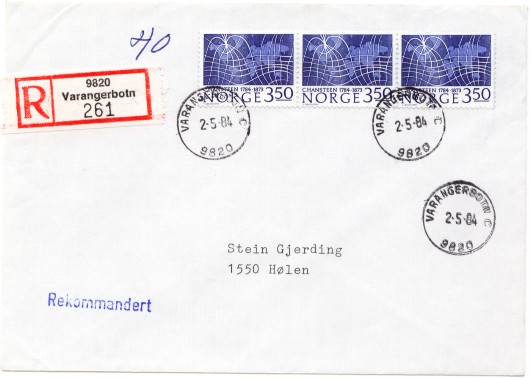 40
C.HANSTEEN 1784-1873
NORGE 350
C.HANSTEEN 1784-1873
NORGE 350
C.HANSTEEN 1784-1873
NORGE 350
R
9820
Varangerbotn
261
VARANGERBOTN C
2-5-84
9820
VARANGERBOTN C
2-5-84
9820
VARANGERBOTN C
2-5-84
9820
Stein Gjerding
1550 Hølen
Rekommandert